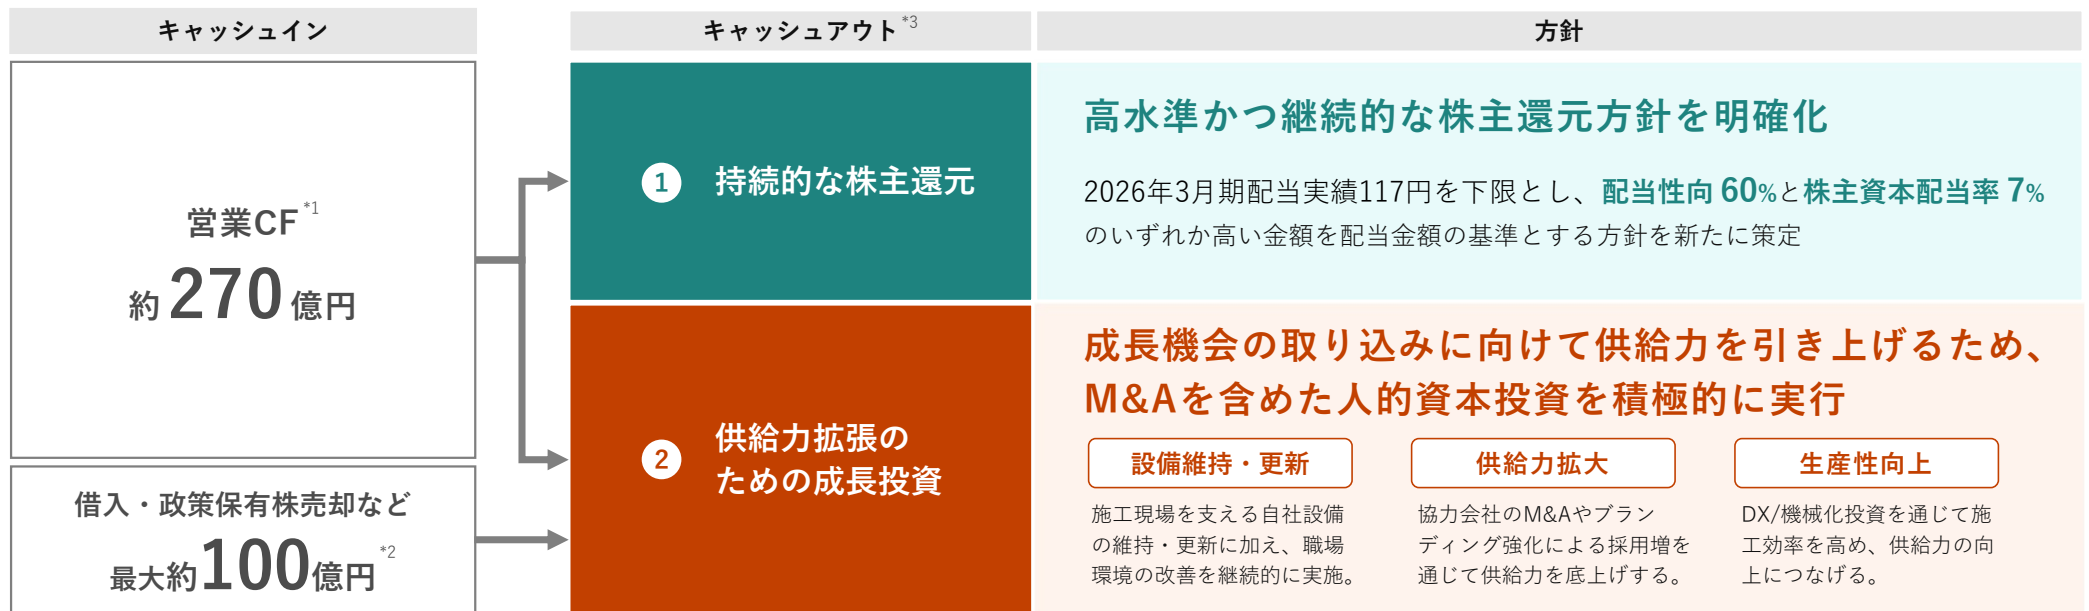 キャッシュイン
キャッシュアウト*3
方針
営業CF*1
約270億円
借入・政策保有株売却など
最大約100億円*2
1 持続的な株主還元
高水準かつ継続的な株主還元方針を明確化
2026年3月期配当実績117円を下限とし、配当性向60%と株主資本配当率7%
のいずれか高い金額を配当金額の基準とする方針を新たに策定
2 供給力拡張の
ための成長投資
成長機会の取り込みに向けて供給力を引き上げるため、
M&Aを含めた人的資本投資を積極的に実行
設備維持・更新
施工現場を支える自社設備
の維持・更新に加え、職場
環境の改善を継続的に実施。
供給力拡大
協力会社のM&Aやブラン
ディング強化による採用増を
通じて供給力を底上げする。
生産性向上
DX/機械化投資を通じて施
工効率を高め、供給力の向
上につなげる。